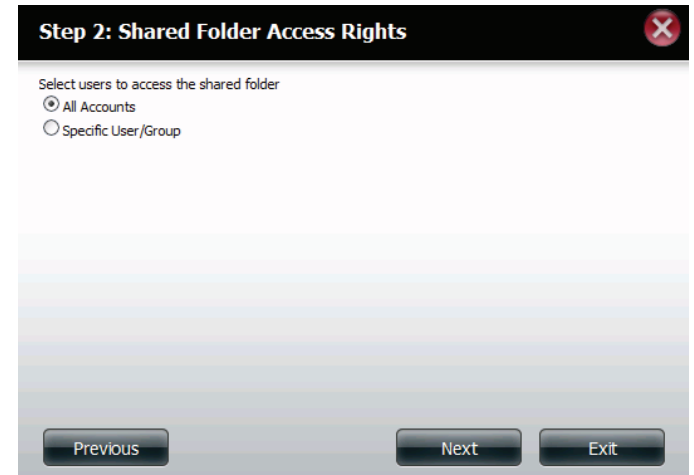 Step 2: Shared Folder Access Rights
Select users to access the shared folder
All Accounts
Specific User/Group
Previous Next Exit